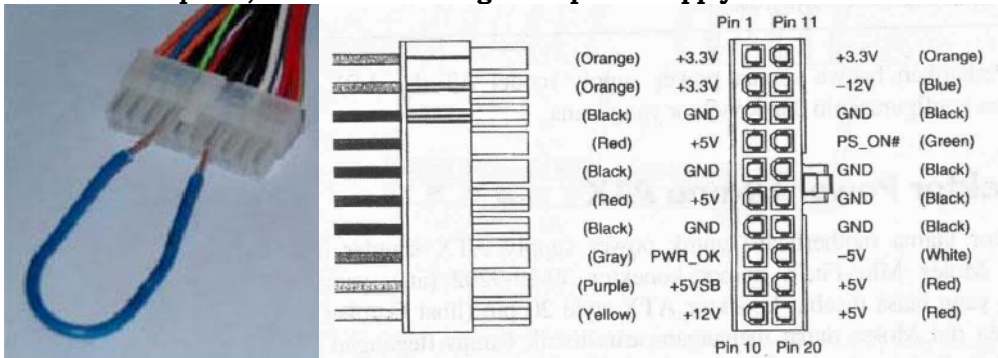 Pin 1 Pin 11
(Orange) +3.3V +3.3V (Orange)
(Orange) +3.3V –12V (Blue)
(Black) GND GND (Black)
(Red) +5V PS_ON# (Green)
(Black) GND GND (Black)
(Red) +5V GND (Black)
(Black) GND GND (Black)
(Gray) PWR_OK –5V (White)
(Purple) +5VSB +5V (Red)
(Yellow) +12V +5V (Red)
Pin 10 Pin 20